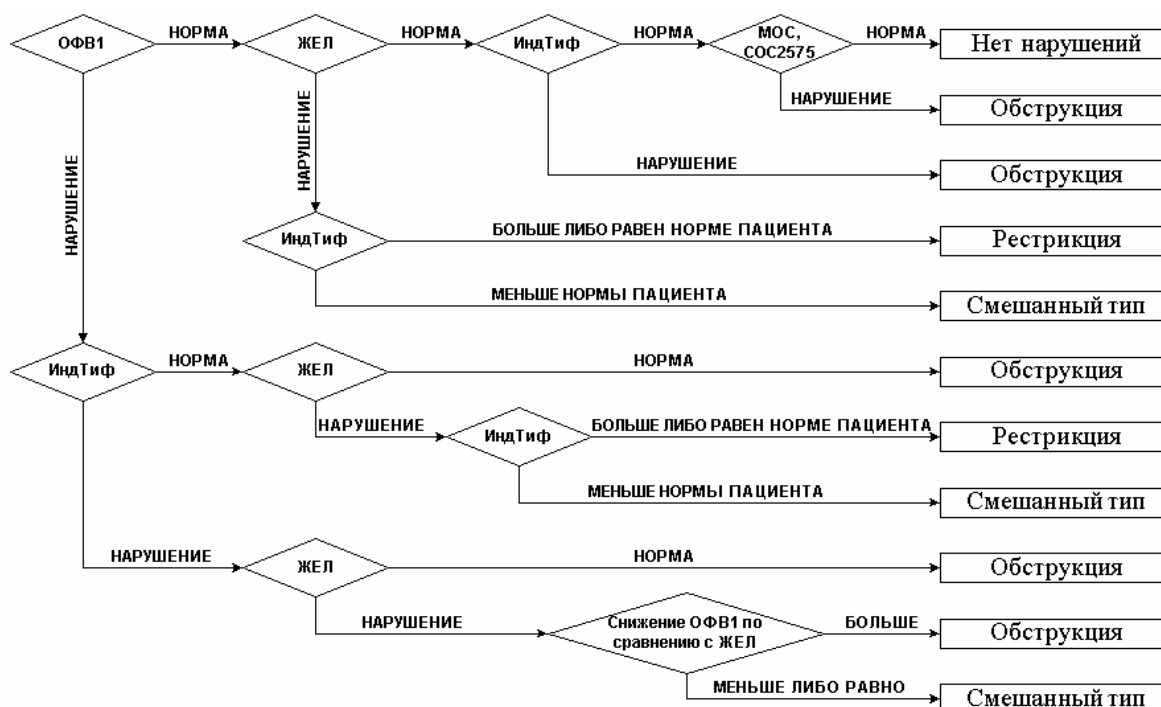 ОФВ1 НОРМА ЖЕЛ НОРМА ИндТиф НОРМА МОС, СОС2575 НОРМА Нет нарушений
НАРУШЕНИЕ Обструкция
НАРУШЕНИЕ
НАРУШЕНИЕ
НАРУШЕНИЕ Обструкция
ИндТиф БОЛЬШЕ ЛИБО РАВЕН НОРМЕ ПАЦИЕНТА Рестрикция
МЕНЬШЕ НОРМЫ ПАЦИЕНТА Смешанный тип
ИндТиф НОРМА ЖЕЛ НОРМА Обструкция
НАРУШЕНИЕ ИндТиф БОЛЬШЕ ЛИБО РАВЕН НОРМЕ ПАЦИЕНТА Рестрикция
МЕНЬШЕ НОРМЫ ПАЦИЕНТА Смешанный тип
НАРУШЕНИЕ ЖЕЛ НОРМА Обструкция
НАРУШЕНИЕ Снижение ОФВ1 по сравнению с ЖЕЛ БОЛЬШЕ Обструкция
МЕНЬШЕ ЛИБО РАВНО Смешанный тип